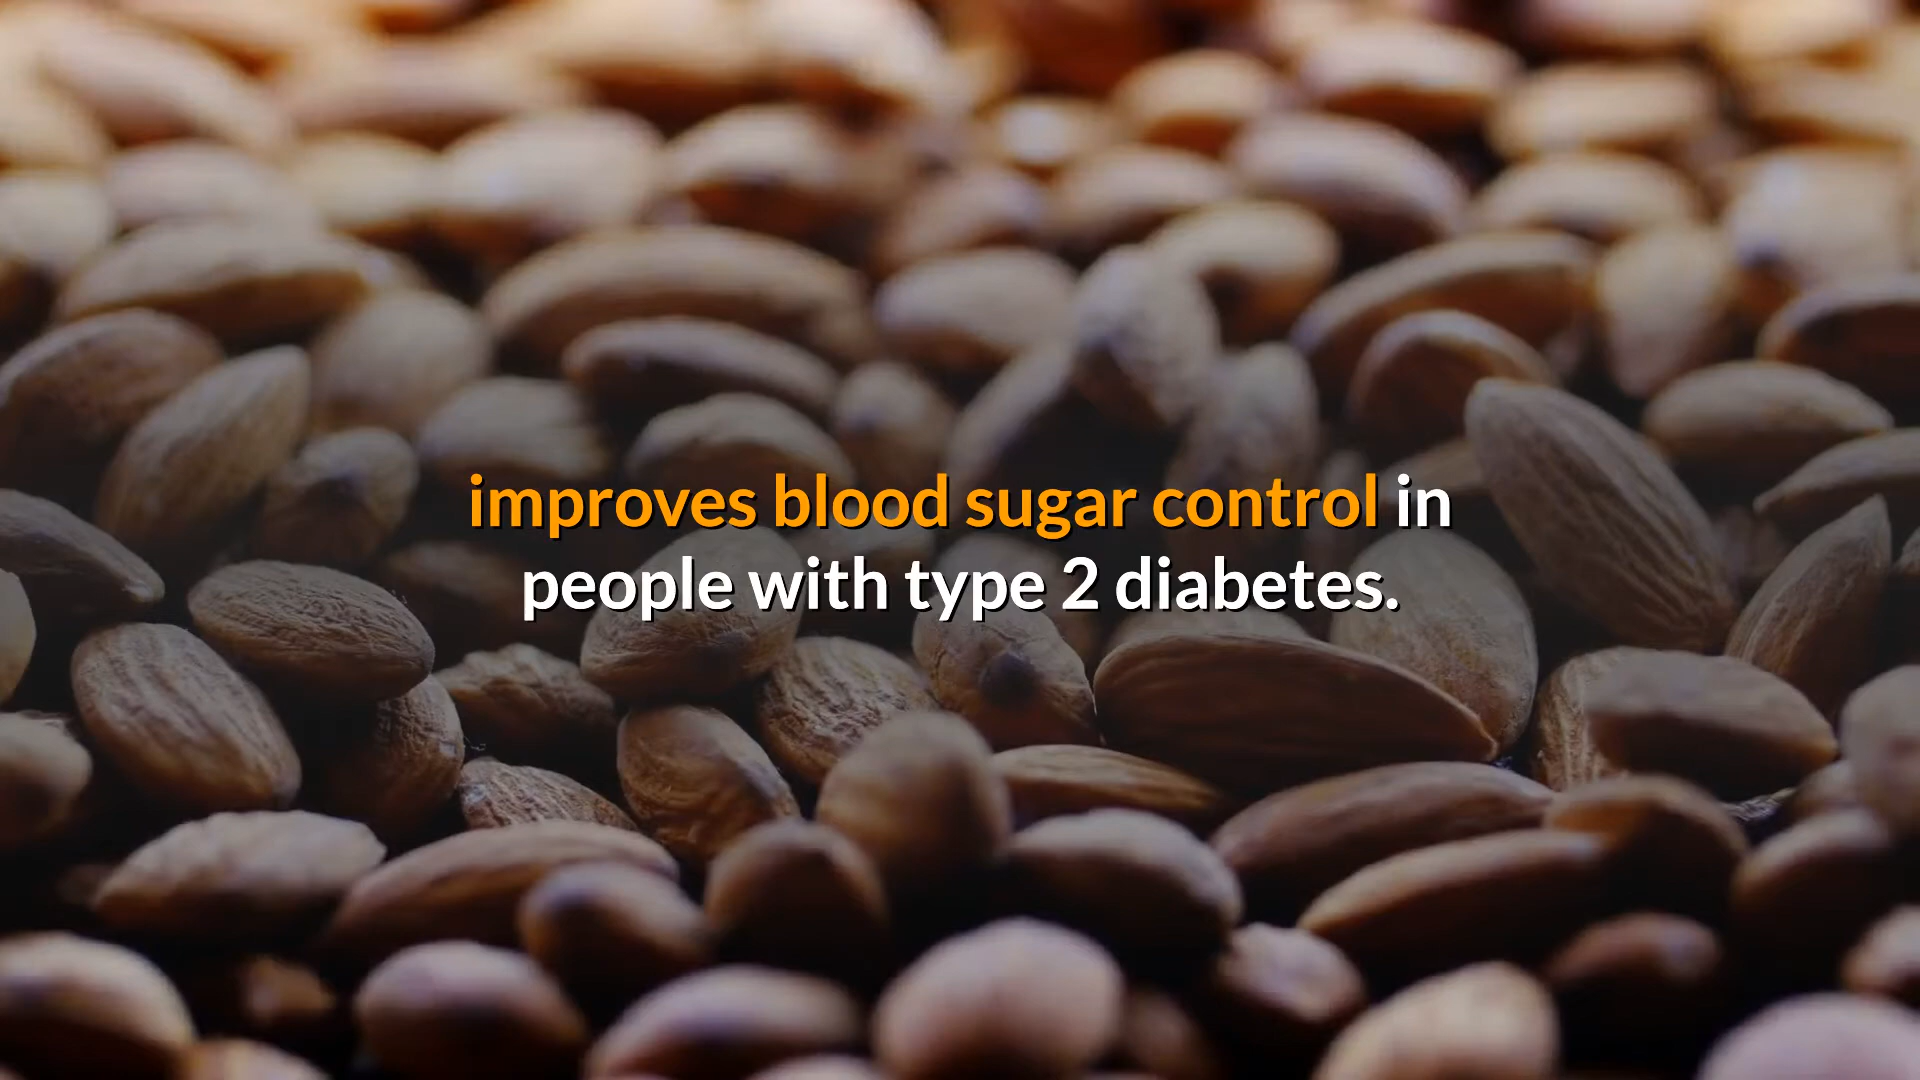 improves blood sugar control in
people with type 2 diabetes.